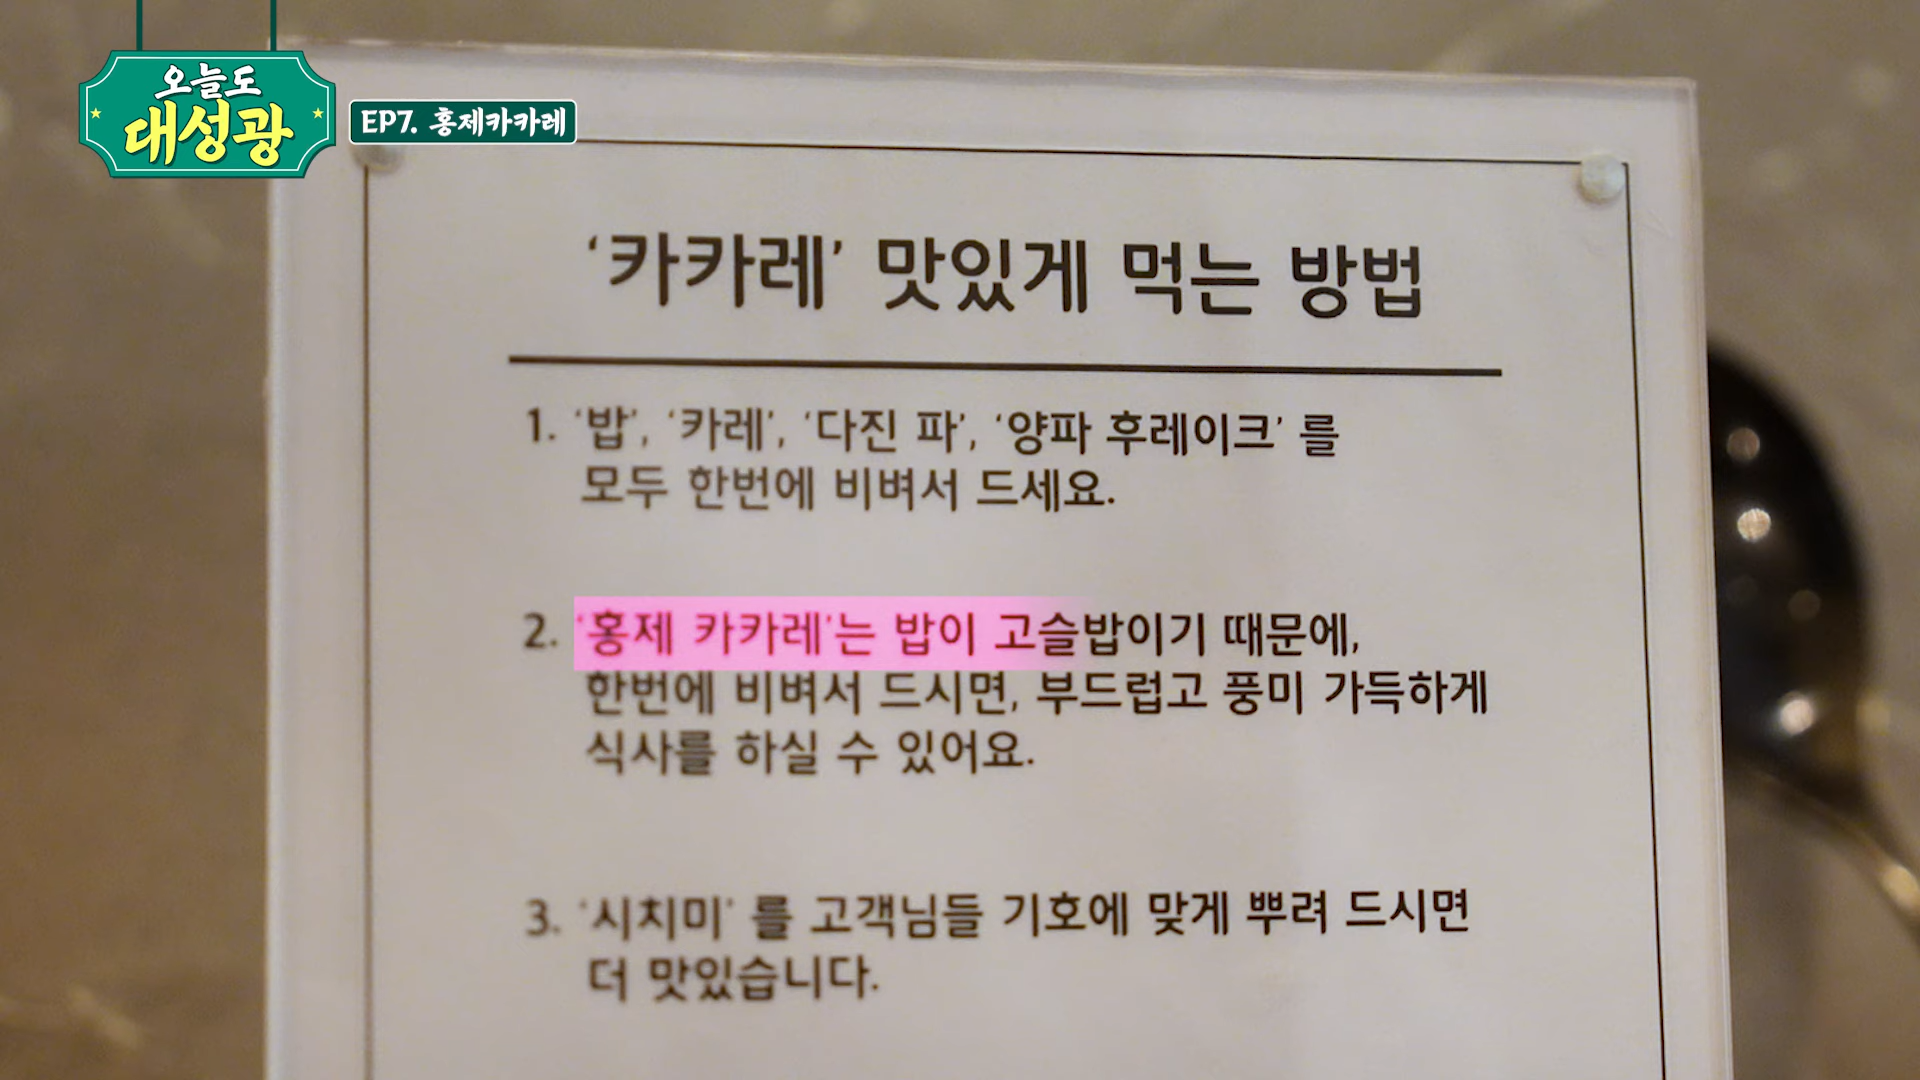 오늘도
대성광
EP7. 홍제카카레
‘카카레’ 맛있게 먹는 방법
1. ‘밥’, ‘카레’, ‘다진 파’, ‘양파 후레이크’ 를
모두 한번에 비벼서 드세요.
2. ‘홍제 카카레’는 밥이 고슬밥이기 때문에,
한번에 비벼서 드시면, 부드럽고 풍미 가득하게
식사를 하실 수 있어요.
3. ‘시치미’ 를 고객님들 기호에 맞게 뿌려 드시면
더 맛있습니다.